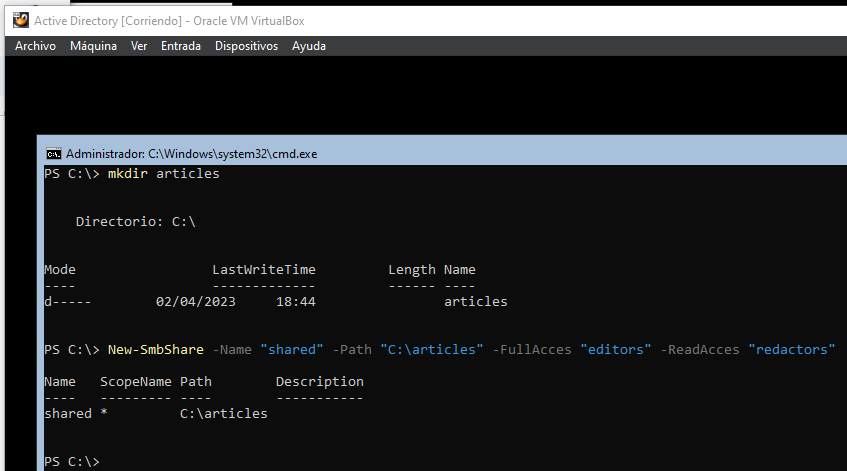 Active Directory [Corriendo] - Oracle VM VirtualBox
Archivo Máquina Ver Entrada Dispositivos Ayuda
Administrador: C:\Windows\system32\cmd.exe
PS C:\> mkdir articles
Directorio: C:\
Mode LastWriteTime Length Name
---- ------------- ------ ----
d----- 02/04/2023 18:44 articles
PS C:\> New-SmbShare -Name "shared" -Path "C:\articles" -FullAcces "editors" -ReadAcces "redactors"
Name ScopeName Path Description
---- --------- ---- -----------
shared * C:\articles
PS C:\>